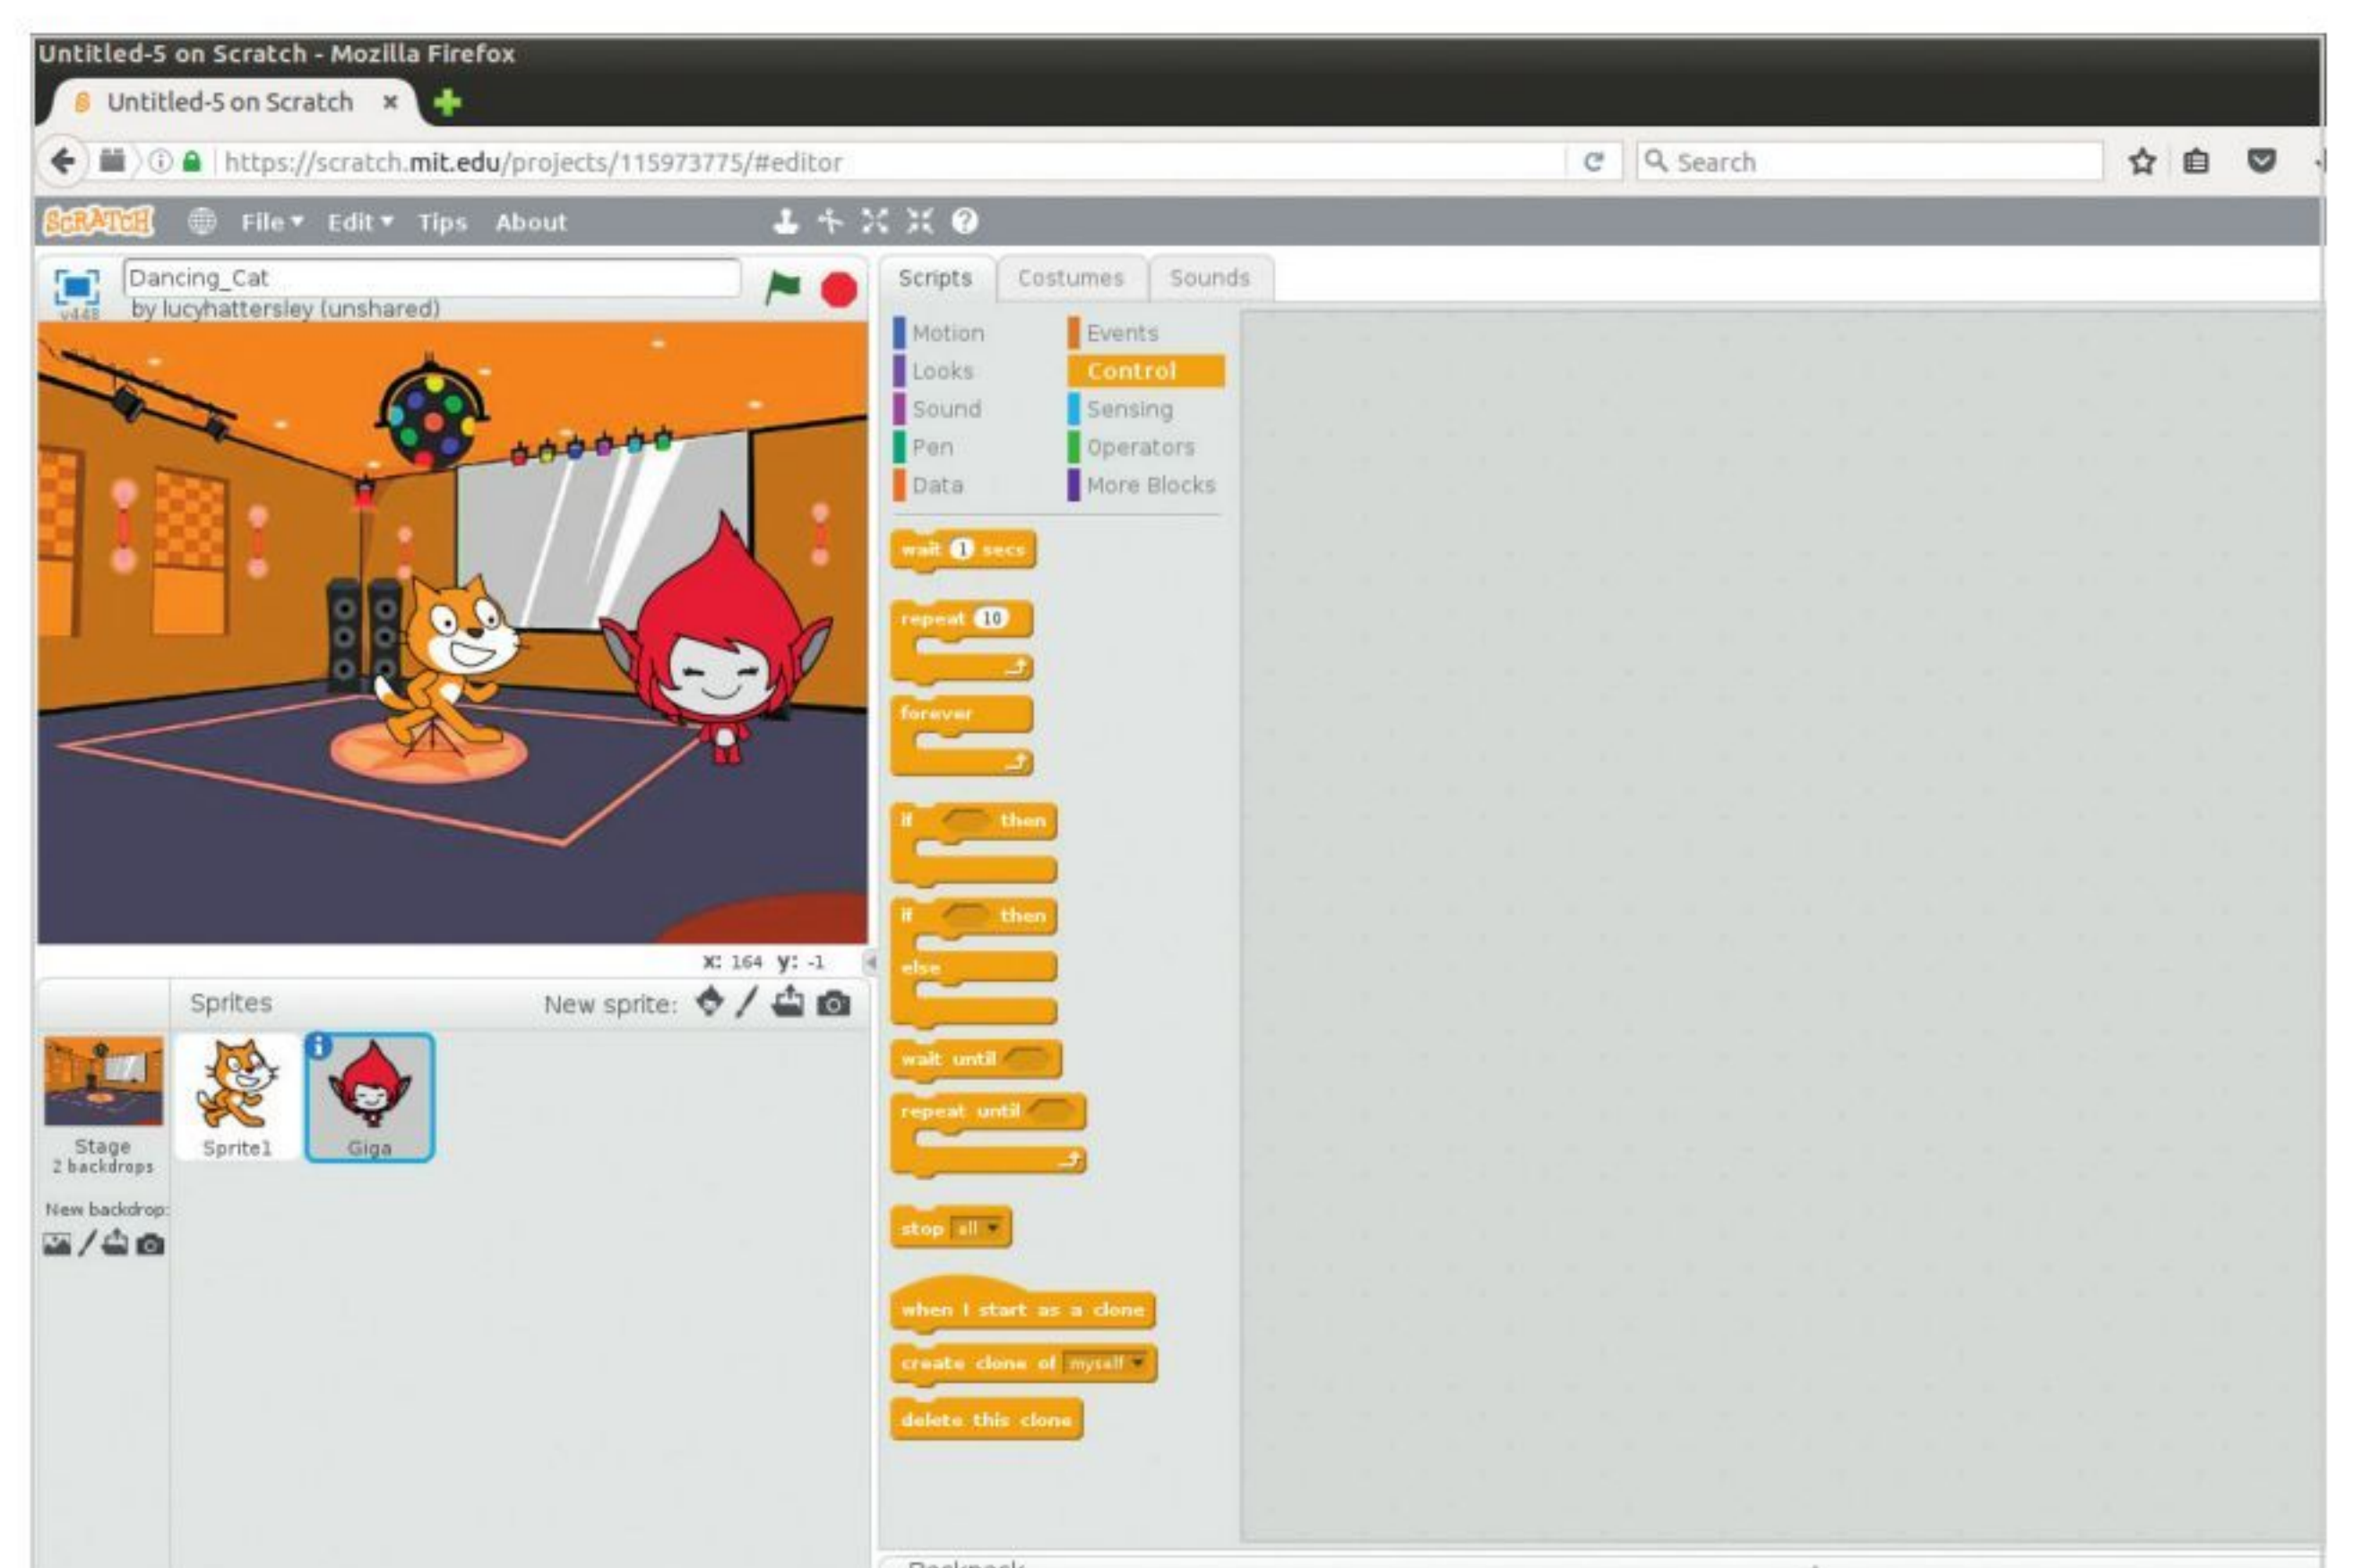 Untitled-5 on Scratch - Mozilla Firefox
Untitled-5 on Scratch
https://scratch.mit.edu/projects/115973775/#editor
Search
SCRATCH File Edit Tips About
Dancing_Cat
by lucyhattersley (unshared)
v448
Scripts Costumes Sounds
Motion Events
Looks Control
Sound Sensing
Pen Operators
Data More Blocks
wait 1 secs
repeat 10
forever
if then
if then
else
wait until
repeat until
stop all
when I start as a clone
create clone of myself
delete this clone
x: 164 y: -1
Sprites New sprite:
Stage
2 backdrops
Sprite1
Giga
New backdrop:
Backpack